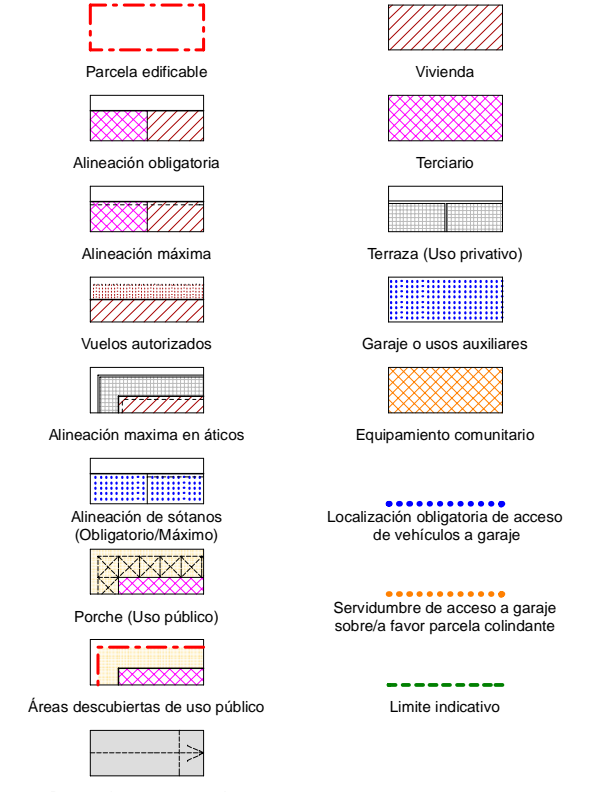 Parcela edificable
Vivienda
Alineación obligatoria
Terciario
Alineación máxima
Terraza (Uso privativo)
Vuelos autorizados
Garaje o usos auxiliares
Alineación maxima en áticos
Equipamiento comunitario
Alineación de sótanos
(Obligatorio/Máximo)
Localización obligatoria de acceso
de vehículos a garaje
Porche (Uso público)
Servidumbre de acceso a garaje
sobre/a favor parcela colindante
Áreas descubiertas de uso público
Limite indicativo